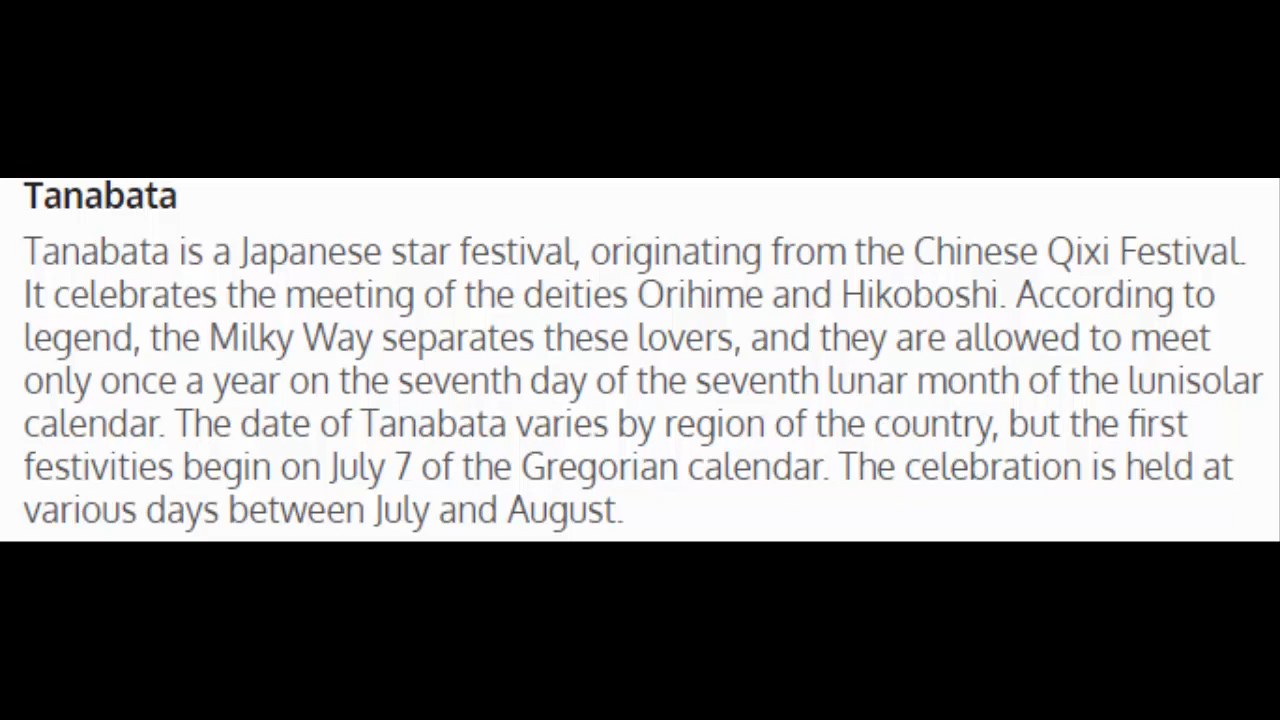 Tanabata
Tanabata is a Japanese star festival, originating from the Chinese Qixi Festival.
It celebrates the meeting of the deities Orihime and Hikoboshi. According to
legend, the Milky Way separates these lovers, and they are allowed to meet
only once a year on the seventh day of the seventh lunar month of the lunisolar
calendar. The date of Tanabata varies by region of the country, but the first
festivities begin on July 7 of the Gregorian calendar. The celebration is held at
various days between July and August.